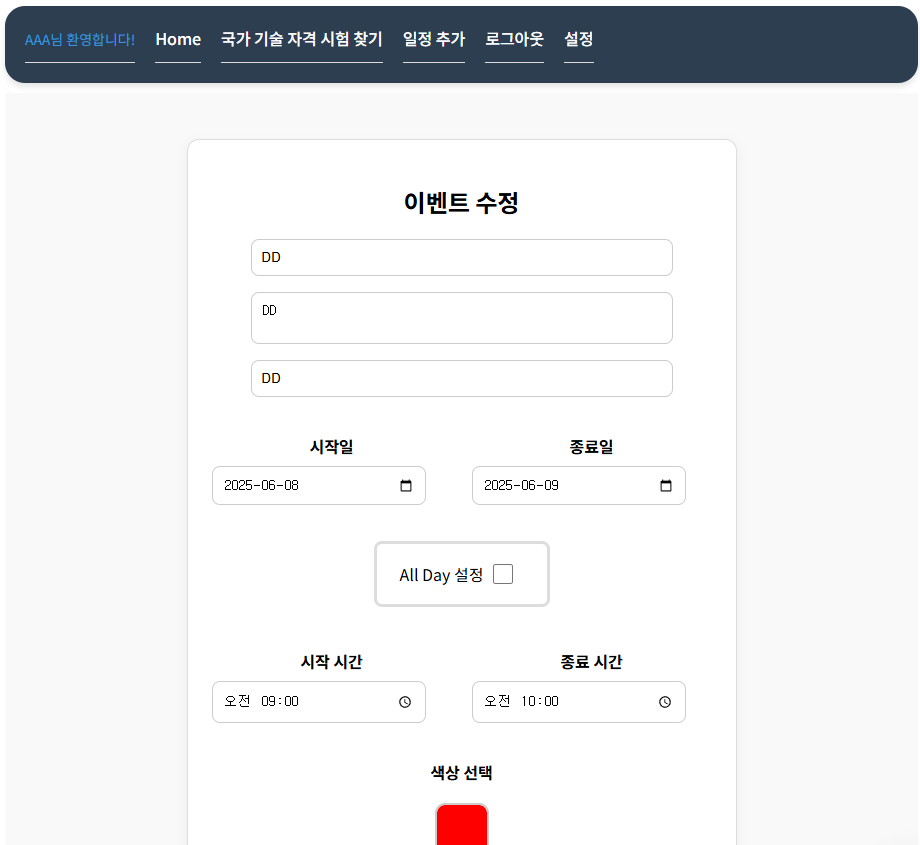 AAA님 환영합니다! Home 국가 기술 자격 시험 찾기 일정 추가 로그아웃 설정
이벤트 수정
DD
DD
DD
시작일 종료일
2025-06-08 2025-06-09
All Day 설정
시작 시간 종료 시간
오전 09:00 오전 10:00
색상 선택